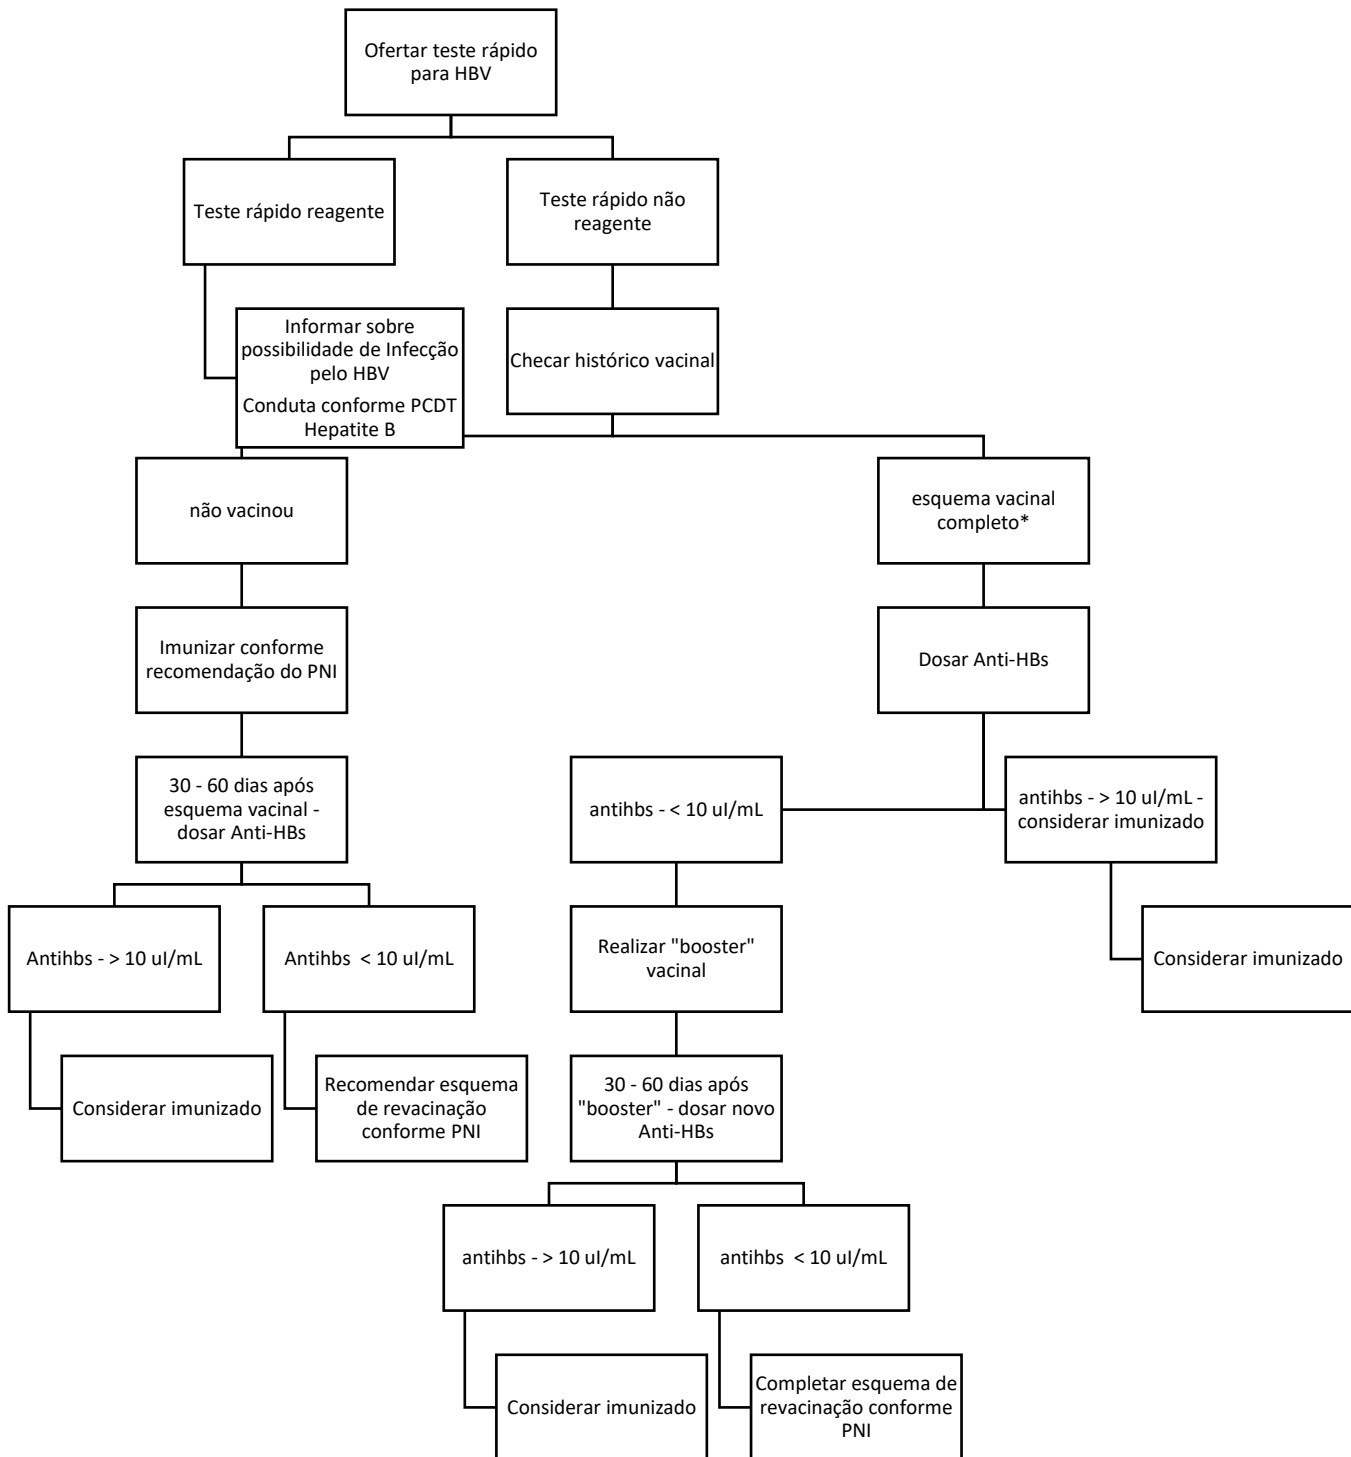 Ofertar teste rápido
para HBV
Teste rápido reagente
Teste rápido não
reagente
Informar sobre
possibilidade de Infecção
pelo HBV
Conduta conforme PCDT
Hepatite B
Checar histórico vacinal
não vacinou
esquema vacinal
completo*
Imunizar conforme
recomendação do PNI
Dosar Anti-HBs
30 - 60 dias após
esquema vacinal -
dosar Anti-HBs
antihbs - < 10 uI/mL
antihbs - > 10 uI/mL -
considerar imunizado
Antihbs - > 10 uI/mL
Antihbs  < 10 uI/mL
Realizar "booster"
vacinal
Considerar imunizado
Considerar imunizado
Recomendar esquema
de revacinação
conforme PNI
30 - 60 dias após
"booster" - dosar novo
Anti-HBs
antihbs - > 10 uI/mL
antihbs  < 10 uI/mL
Considerar imunizado
Completar esquema de
revacinação conforme
PNI